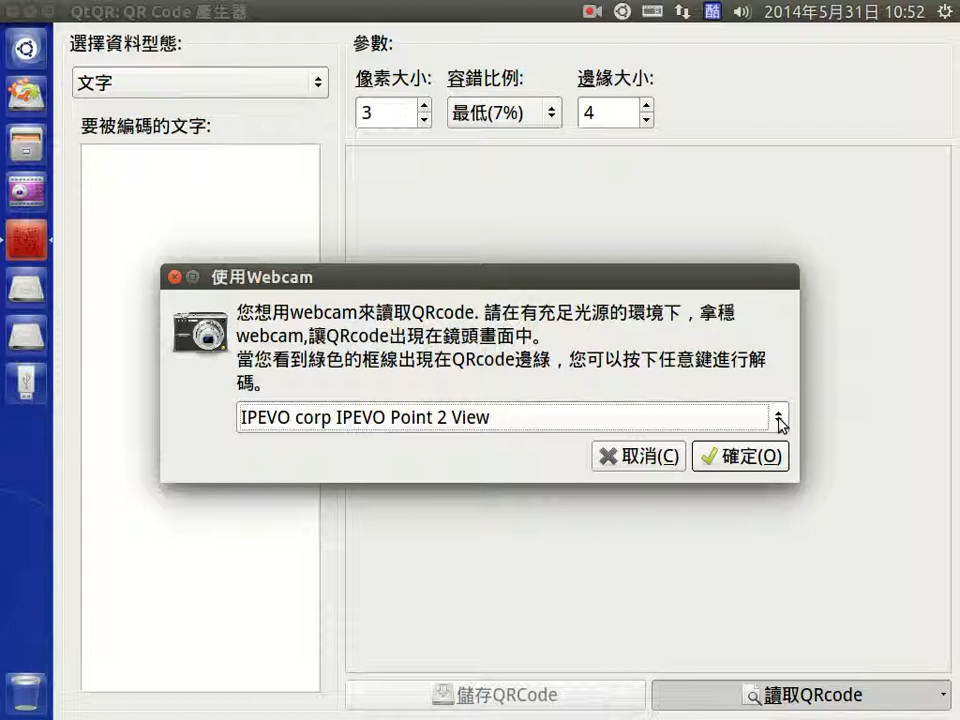 QtQR: QR Code 產生器
酷
2014年5月31日 10:52
選擇資料型態:
文字
要被編碼的文字:
參數:
像素大小:
容錯比例:
邊緣大小:
3
最低(7%)
4
使用Webcam
您想用webcam來讀取QRcode. 請在有充足光源的環境下，拿穩
webcam,讓QRcode出現在鏡頭畫面中。
當您看到綠色的框線出現在QRcode邊緣，您可以按下任意鍵進行解
碼。
IPEVO corp IPEVO Point 2 View
取消(C)
確定(O)
儲存QRCode
讀取QRcode